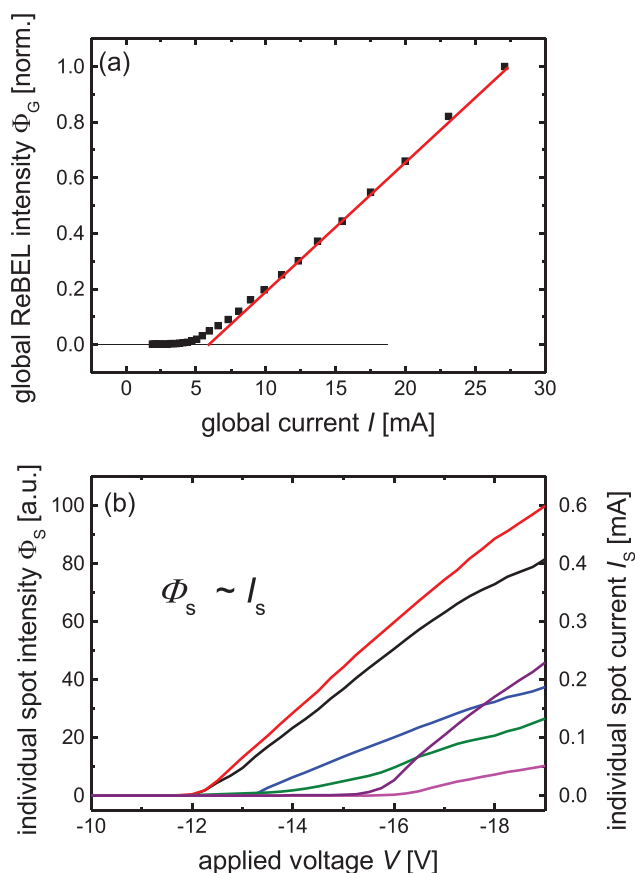 (a)
global ReBEL intensity Φ_G [norm.]
1.0
0.8
0.6
0.4
0.2
0.0
0 5 10 15 20 25 30
global current I [mA]
(b)
individual spot intensity Φ_S [a.u.]
100
80
60
40
20
0
Φ_s ~ I_s
0.6
0.4
0.3
0.2
0.1
0.0
individual spot current I_S [mA]
-10 -12 -14 -16 -18
applied voltage V [V]